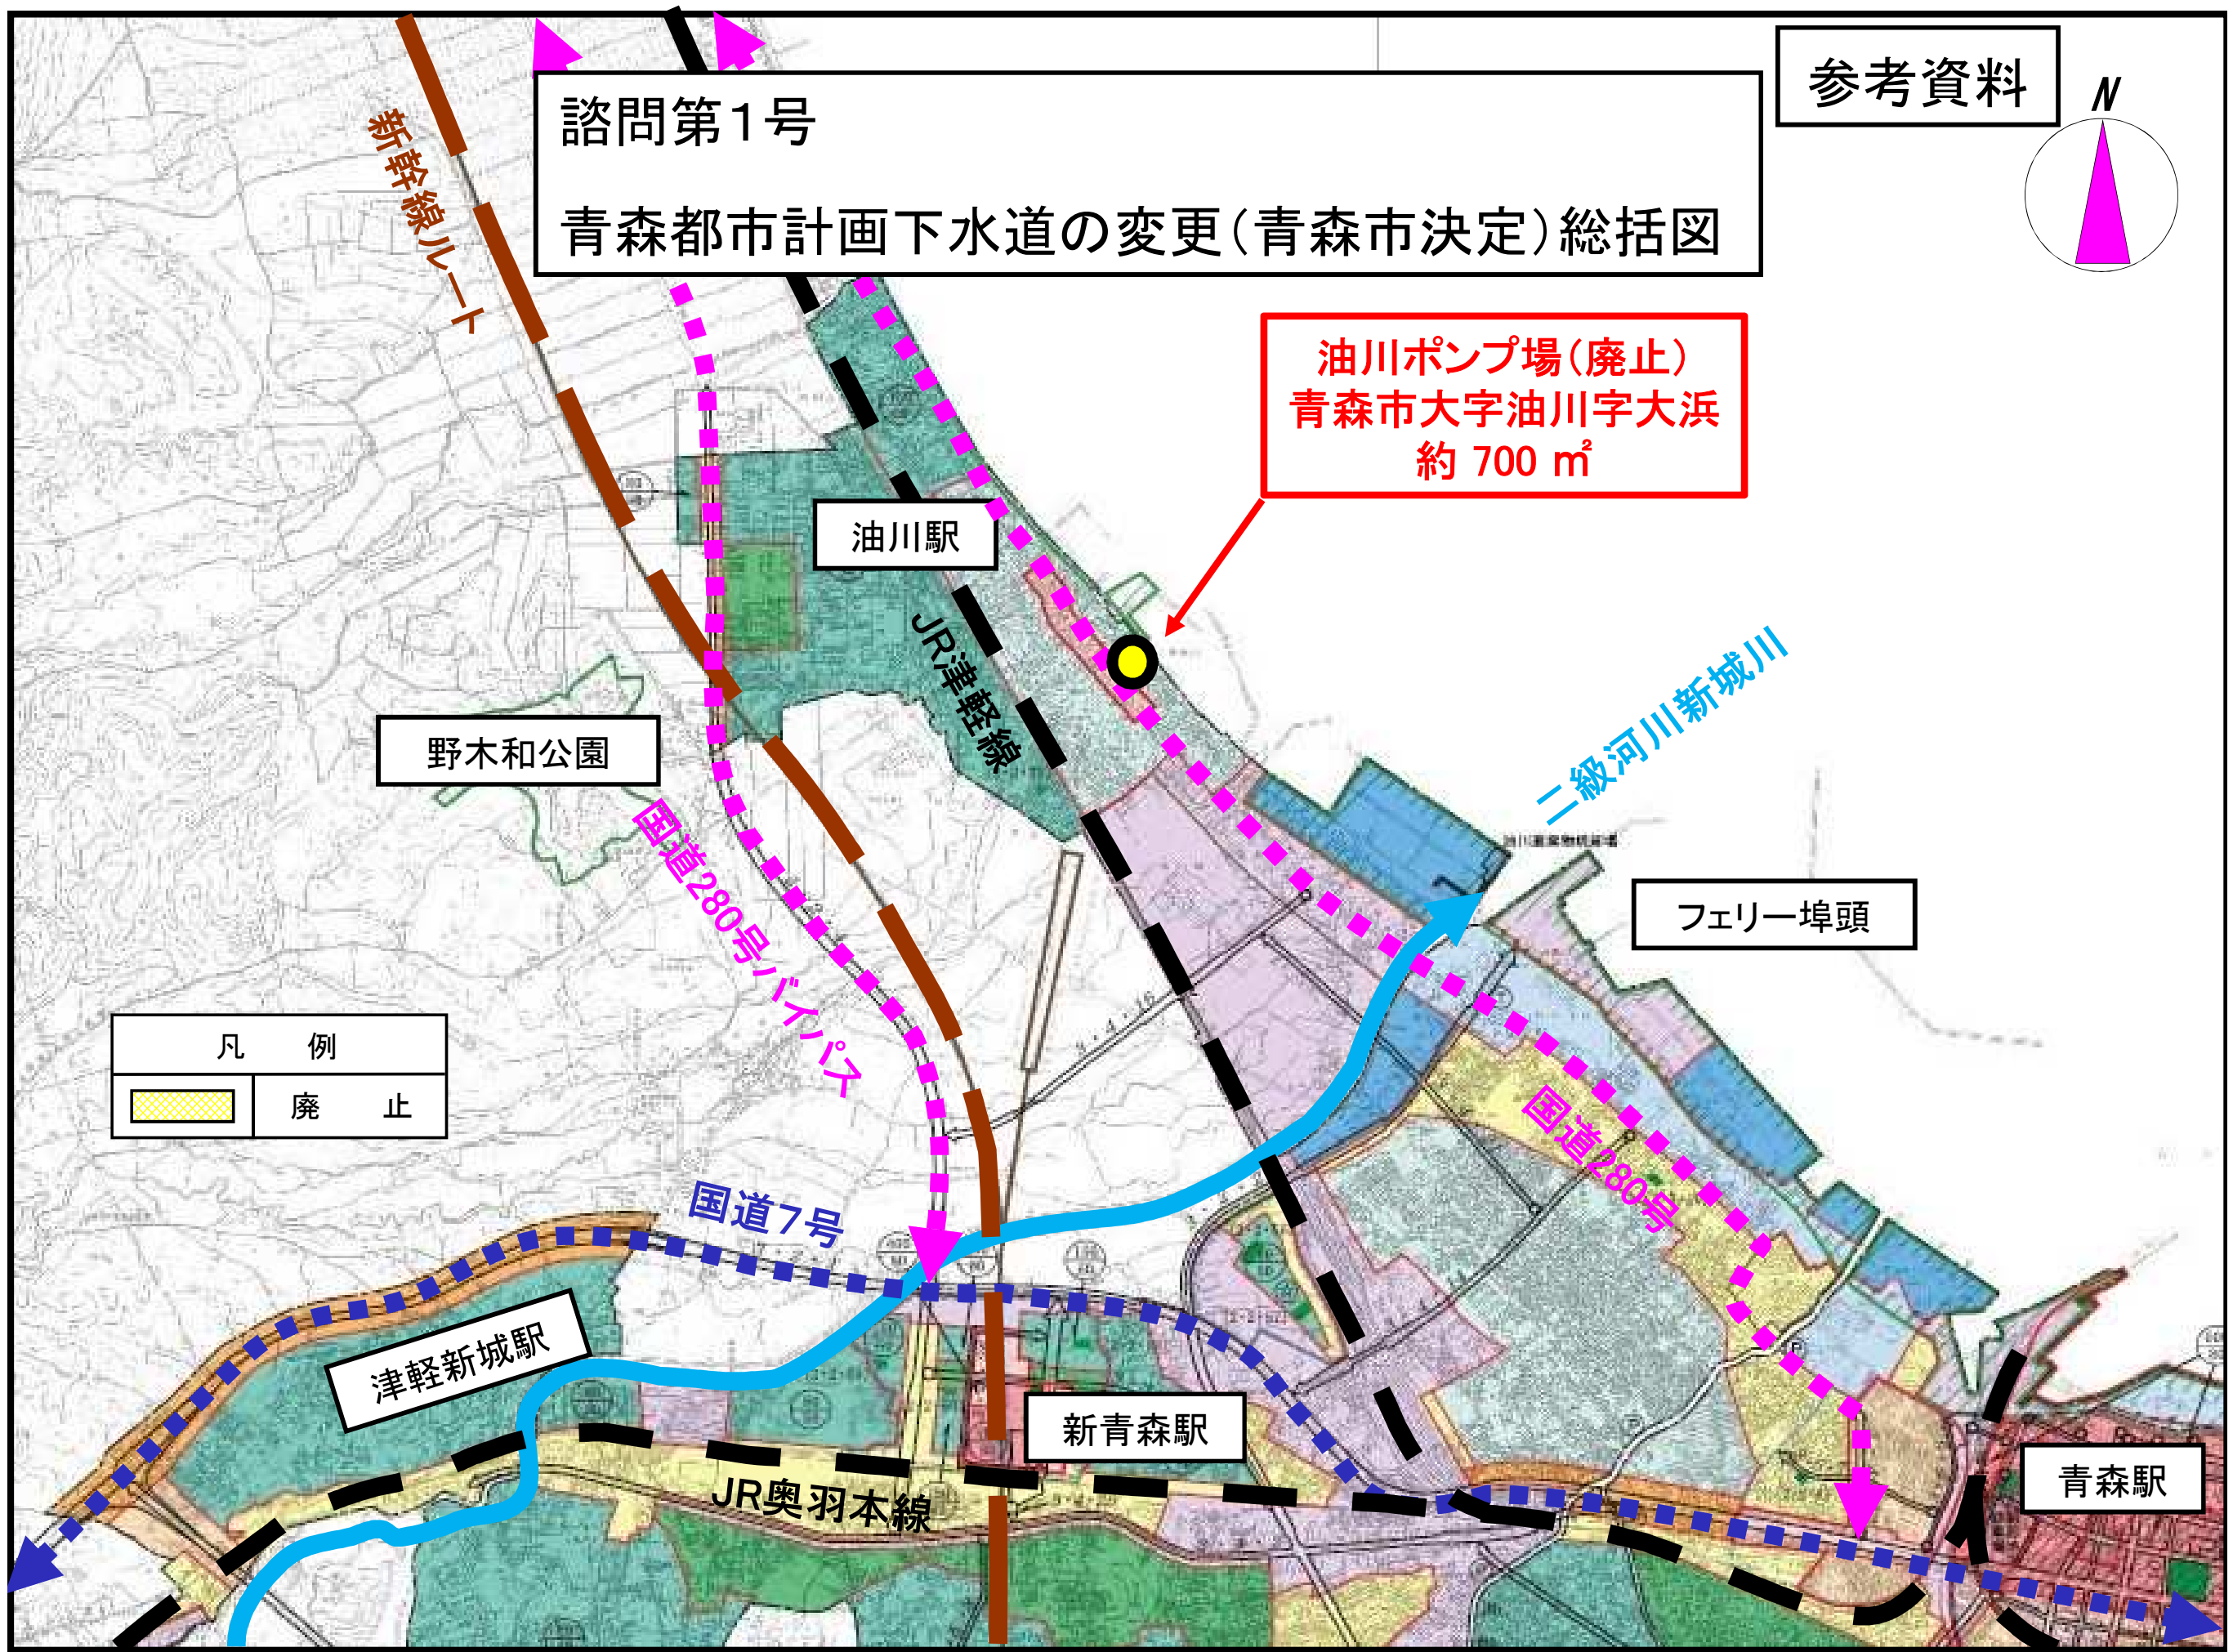 参考資料
N
諮問第1号
青森都市計画下水道の変更(青森市決定)総括図
新幹線ルート
油川ポンプ場(廃止)
青森市大字油川字大浜
約 700 ㎡
油川駅
JR津軽線
二級河川新城川
野木和公園
国道280号バイパス
フェリー埠頭
凡 例
廃 止
3・4・16
国道280号
国道7号
津軽新城駅
新青森駅
青森駅
JR奥羽本線